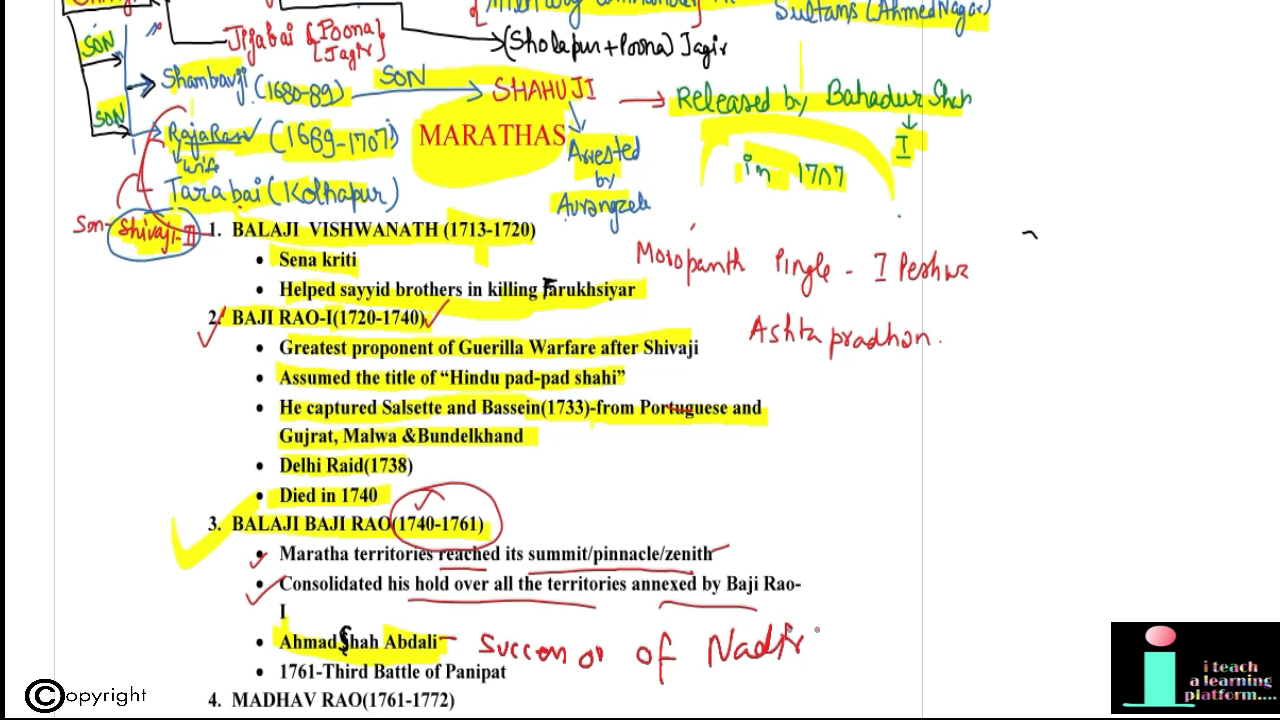 Sultans (AhmedNagar)
SON
Jijabai {Poona
{Jagir}
(Sholapur+Poona) Jagir
Shambavji (1680-89) SON SHAHUJI Released by Bahadur Shah
I
in 1707
SON
RajaRam (1689-1707) MARATHAS
Wife
Arrested
by
Aurangzeb
Tarabai (Kolhapur)
Son- Shivaji-II
1. BALAJI VISHWANATH (1713-1720)
• Sena kriti
• Helped sayyid brothers in killing Farukhsiyar
Moropanth Pingle - I Peshwa
Ashtapradhan.
2. BAJI RAO-I(1720-1740)
• Greatest proponent of Guerilla Warfare after Shivaji
• Assumed the title of “Hindu pad-pad shahi”
• He captured Salsette and Bassein(1733)-from Portuguese and
Gujrat, Malwa &Bundelkhand
• Delhi Raid(1738)
• Died in 1740
3. BALAJI BAJI RAO(1740-1761)
• Maratha territories reached its summit/pinnacle/zenith
• Consolidated his hold over all the territories annexed by Baji Rao-
I
• Ahmad Shah Abdali - Successor of Nadir
• 1761-Third Battle of Panipat
4. MADHAV RAO(1761-1772)
©opyright
i teach
a learning
platform....